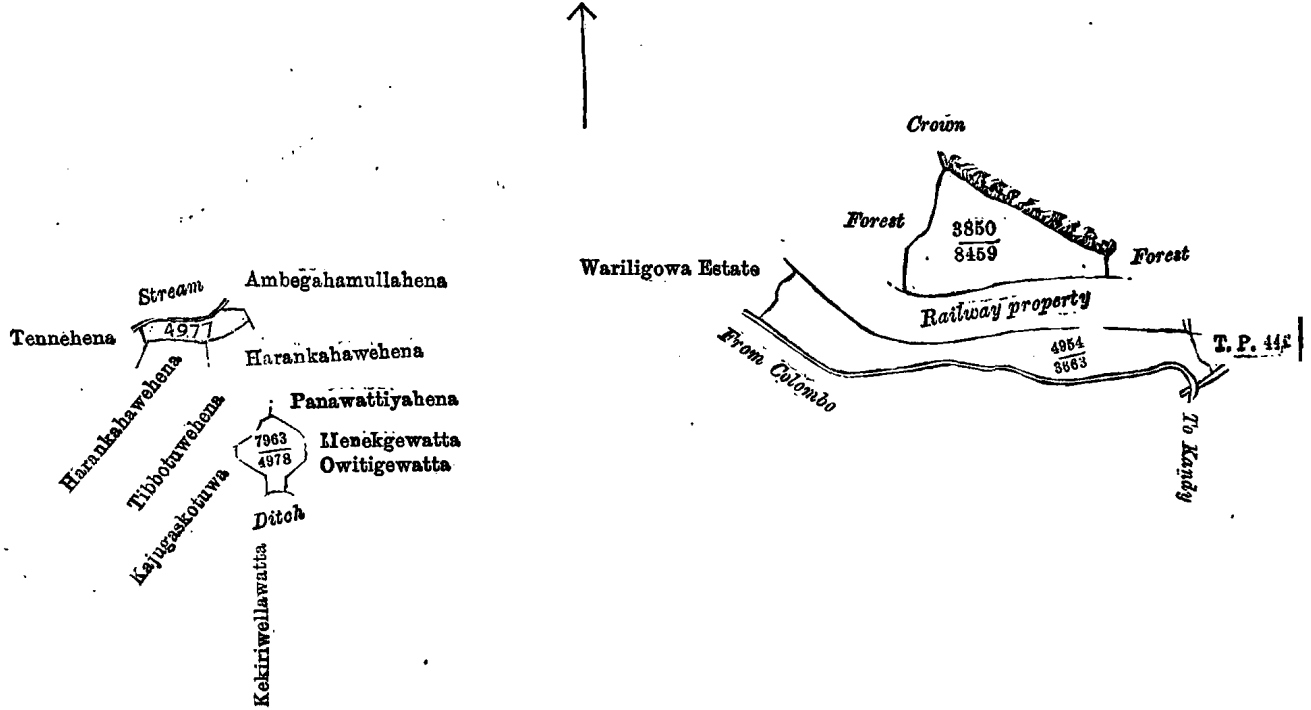 Stream
Ambegahamullahena
Tennehena
4977
Harankahawehena
Harankahawehena
Tibbotuwehena
Kajugaskotuwa
Panawattiyahena
7963
4978
Henekgewatta
Owitigewatta
Ditch
Kekiriwellawatta
Crown
Forest
3850
8459
Forest
Wariligowa Estate
Railway property
From Colombo
4954
3863
T. P.
To Kandy